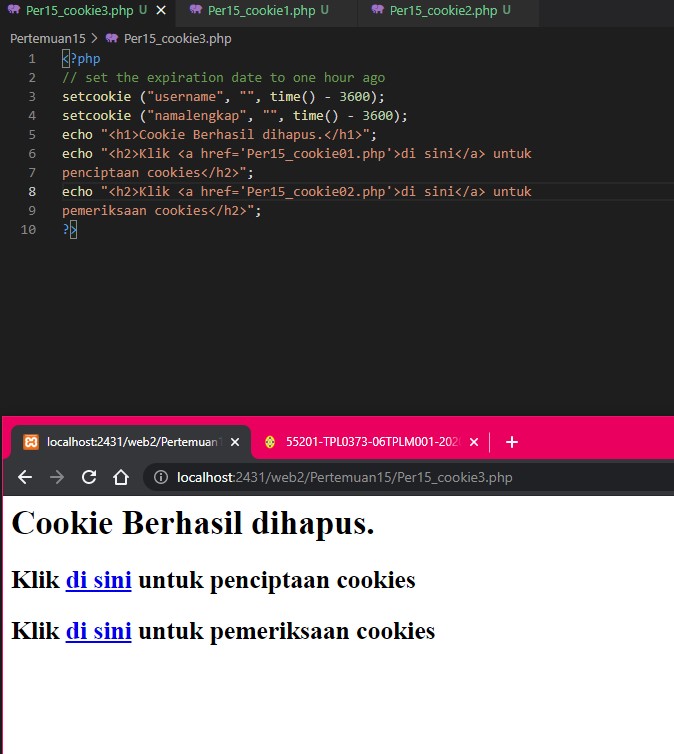 Per15_cookie3.php U Per15_cookie1.php U Per15_cookie2.php U
Pertemuan15 > Per15_cookie3.php
1 <?php
2 // set the expiration date to one hour ago
3 setcookie ("username", "", time() - 3600);
4 setcookie ("namalengkap", "", time() - 3600);
5 echo "<h1>Cookie Berhasil dihapus.</h1>";
6 echo "<h2>Klik <a href='Per15_cookie01.php'>di sini</a> untuk
7 penciptaan cookies</h2>";
8 echo "<h2>Klik <a href='Per15_cookie02.php'>di sini</a> untuk
9 pemeriksaan cookies</h2>";
10 ?>
localhost:2431/web2/Pertemuan 55201-TPL0373-06TPLM001-202
localhost:2431/web2/Pertemuan15/Per15_cookie3.php
Cookie Berhasil dihapus.
Klik di sini untuk penciptaan cookies
Klik di sini untuk pemeriksaan cookies